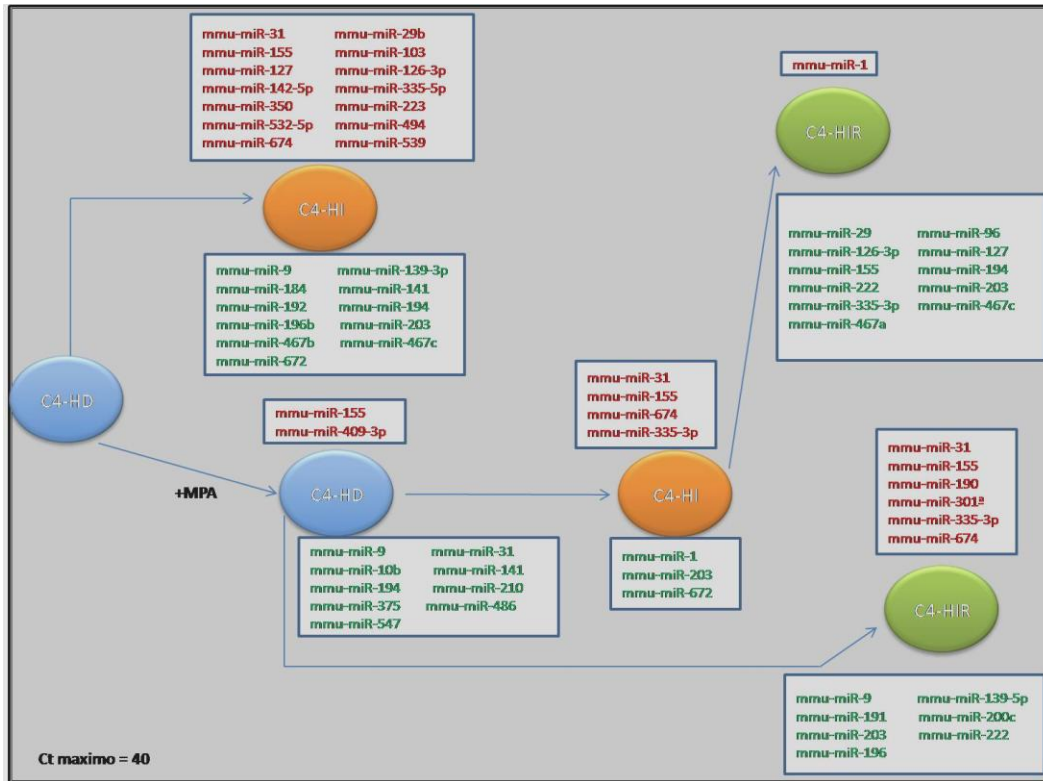 mmu-miR-31 mmu-miR-29b
mmu-miR-155 mmu-miR-103
mmu-miR-127 mmu-miR-126-3p
mmu-miR-142-5p mmu-miR-335-5p
mmu-miR-350 mmu-miR-223
mmu-miR-532-5p mmu-miR-494
mmu-miR-674 mmu-miR-539
C4-HI
mmu-miR-9 mmu-miR-139-3p
mmu-miR-184 mmu-miR-141
mmu-miR-192 mmu-miR-194
mmu-miR-196b mmu-miR-203
mmu-miR-467b mmu-miR-467c
mmu-miR-672
mmu-miR-1
C4-HIR
mmu-miR-29 mmu-miR-96
mmu-miR-126-3p mmu-miR-127
mmu-miR-155 mmu-miR-194
mmu-miR-222 mmu-miR-203
mmu-miR-335-3p mmu-miR-467c
mmu-miR-467a
C4-HD
+MPA
mmu-miR-155
mmu-miR-409-3p
C4-HD
mmu-miR-9 mmu-miR-31
mmu-miR-10b mmu-miR-141
mmu-miR-194 mmu-miR-210
mmu-miR-375 mmu-miR-486
mmu-miR-547
mmu-miR-31
mmu-miR-155
mmu-miR-674
mmu-miR-335-3p
C4-HI
mmu-miR-1
mmu-miR-203
mmu-miR-672
mmu-miR-31
mmu-miR-155
mmu-miR-190
mmu-miR-301ª
mmu-miR-335-3p
mmu-miR-674
C4-HIR
mmu-miR-9 mmu-miR-139-5p
mmu-miR-191 mmu-miR-200c
mmu-miR-203 mmu-miR-222
mmu-miR-196
Ct maximo = 40